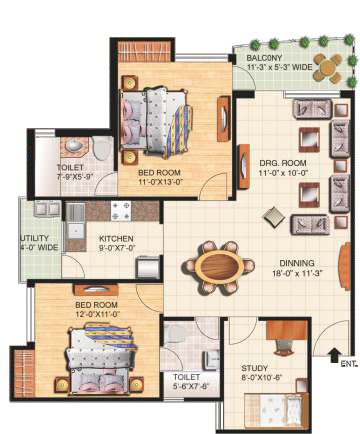 BALCONY
11'-3" x 5'-3" WIDE
DRG. ROOM
11'-0" x 10'-0"
BED ROOM
11'-0"X13'-0"
TOILET
7'-9"X5'-9"
UTILITY
4'-0" WIDE
KITCHEN
9'-0"X7'-0"
DINNING
18'-0" x 11'-3"
BED ROOM
12'-0"X11'-0"
TOILET
5'-6"X7'-6"
STUDY
8'-0"X10'-6"
ENT.